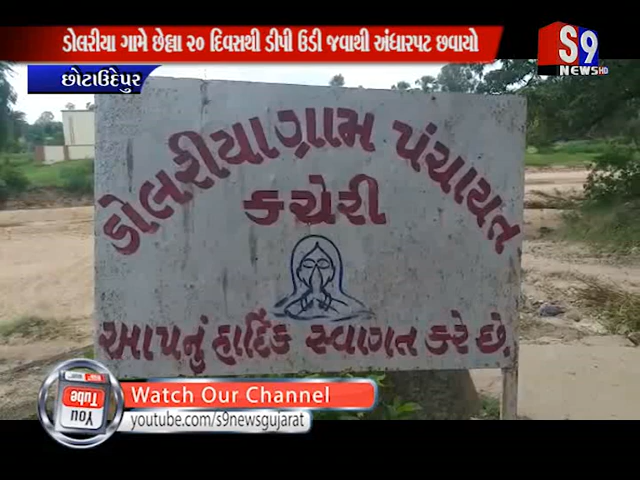 ડોલરીયા ગામે છેલ્લા ૨૦ દિવસથી ડીપી ઉડી જવાથી અંધારપટ છવાયો
S9
NEWS HD
છોટાઉદેપુર
ડોલરીયાગ્રામ પંચાયત
કચેરી
આપનું હાર્દિક સ્વાગત કરે છે.
You Tube
Watch Our Channel
youtube.com/s9newsgujarat